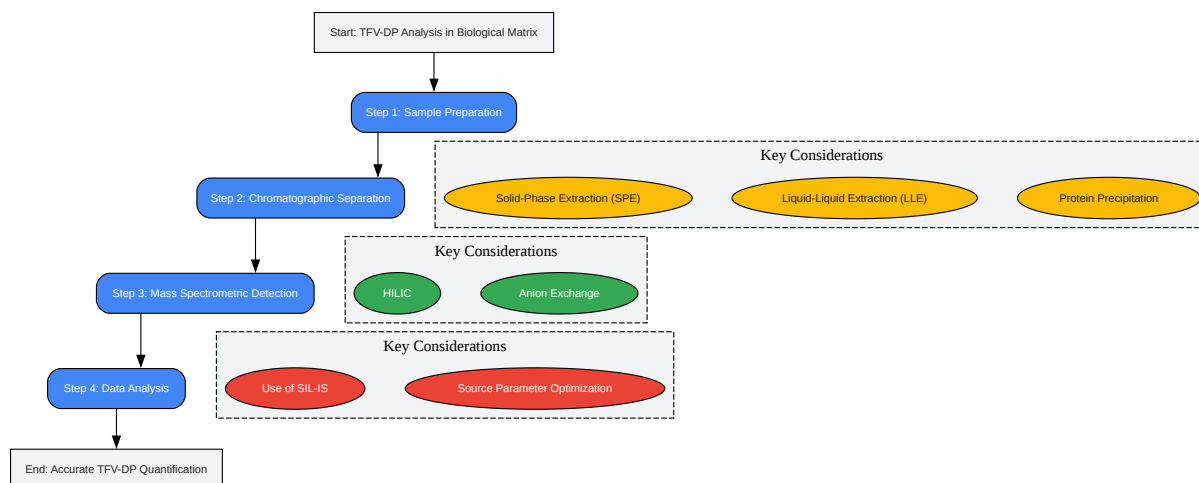 Start: TFV-DP Analysis in Biological Matrix
Step 1: Sample Preparation
Key Considerations
Step 2: Chromatographic Separation
Solid-Phase Extraction (SPE)
Liquid-Liquid Extraction (LLE)
Protein Precipitation
Key Considerations
Step 3: Mass Spectrometric Detection
HILIC
Anion Exchange
Key Considerations
Step 4: Data Analysis
Use of SIL-IS
Source Parameter Optimization
End: Accurate TFV-DP Quantification